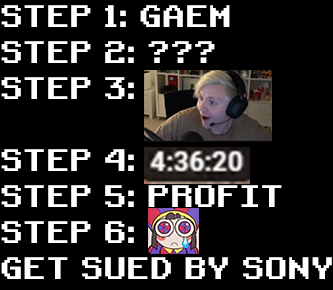 STEP 1: GAEM
STEP 2: ???
STEP 3:
STEP 4: 4:36:20
STEP 5: PROFIT
STEP 6:
GET SUED BY SONY